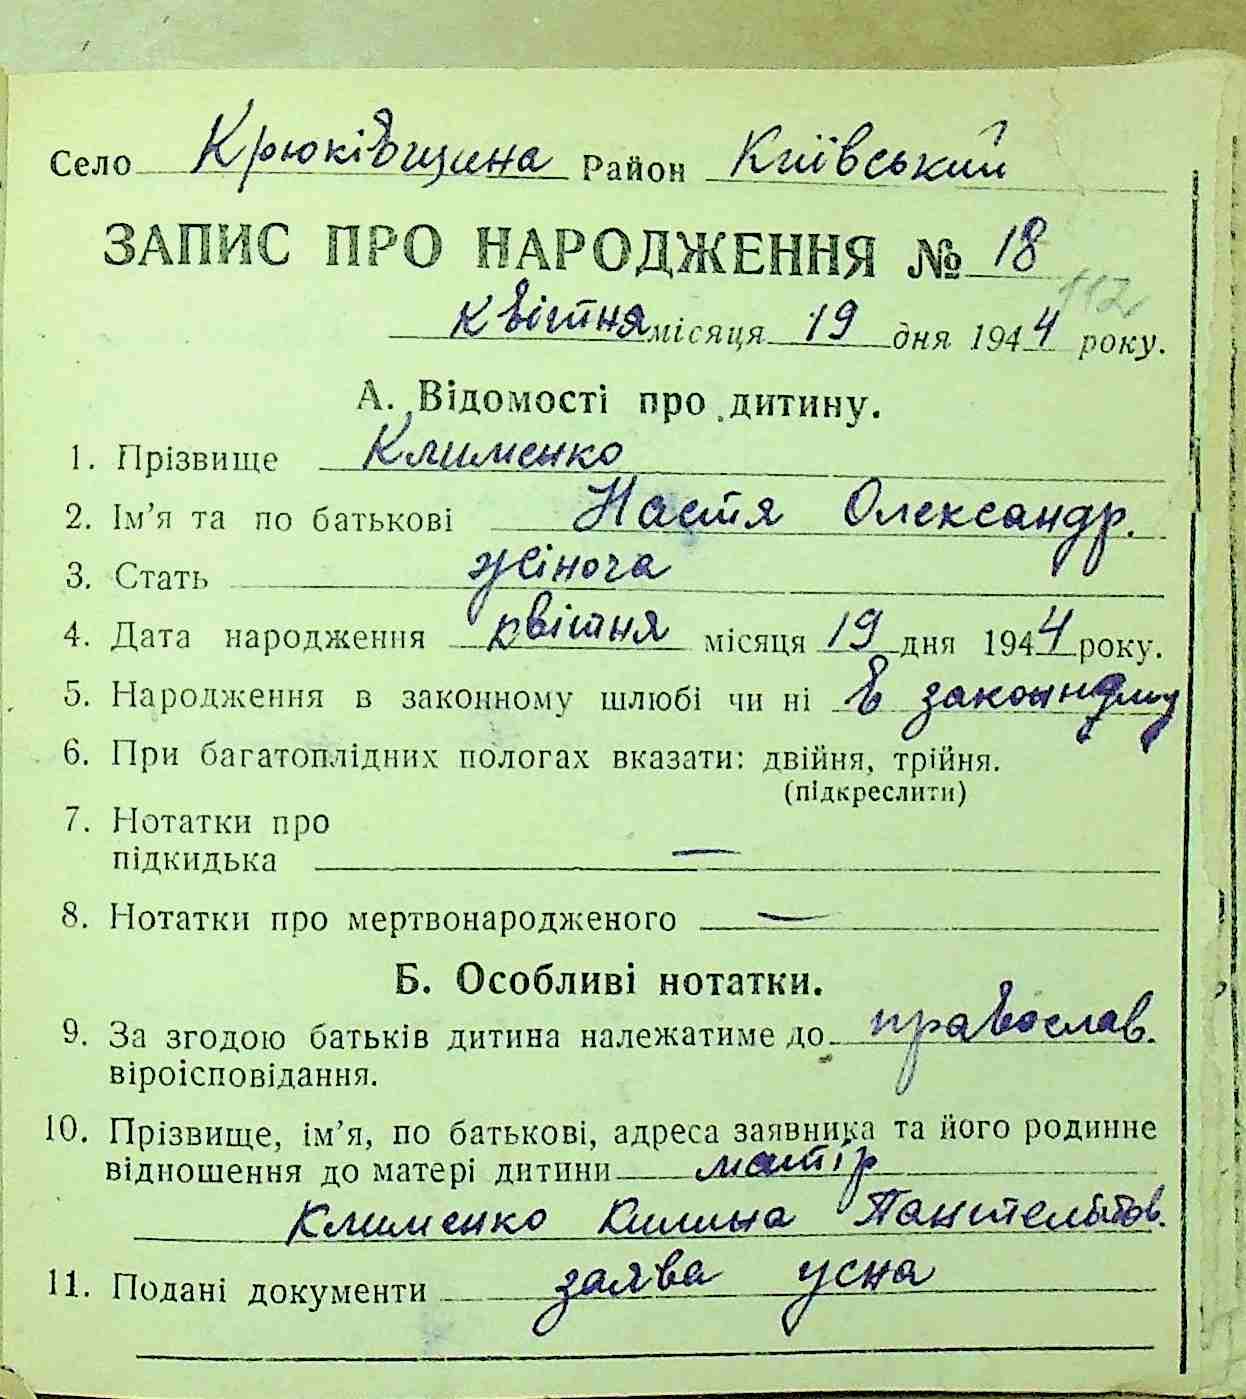 Село Крюківщина Район Київський
ЗАПИС ПРО НАРОДЖЕННЯ № 18
112
квітня місяця 19 дня 1944 року.
А. Відомості про дитину.
1. Прізвище Клименко
2. Ім'я та по батькові Настя Олександр.
3. Стать жіноча
4. Дата народження квітня місяця 19 дня 1944 року.
5. Народження в законному шлюбі чи ні в законному
6. При багатоплідних пологах вказати: двійня, трійня.
(підкреслити)
7. Нотатки про
підкидька —
8. Нотатки про мертвонародженого —
Б. Особливі нотатки.
9. За згодою батьків дитина належатиме до православ.
віроісповідання.
10. Прізвище, ім'я, по батькові, адреса заявника та його родинне
відношення до матері дитини матір
Клименко Килина
11. Подані документи заява усна